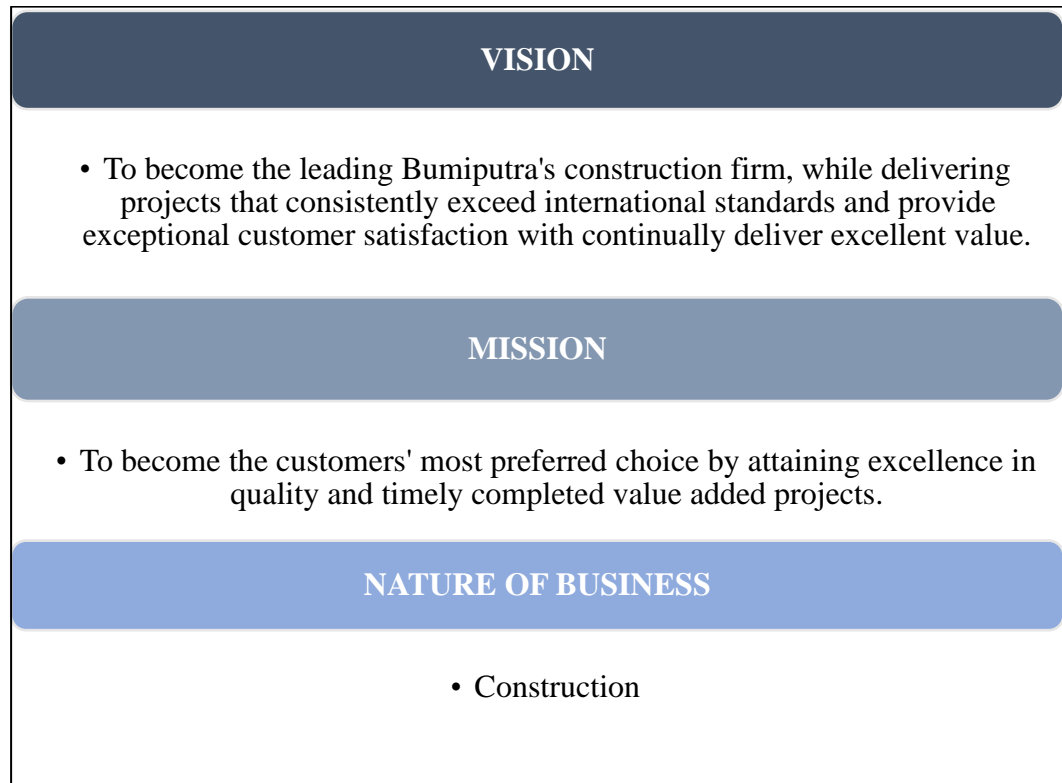 VISION
• To become the leading Bumiputra's construction firm, while delivering
projects that consistently exceed international standards and provide
exceptional customer satisfaction with continually deliver excellent value.
MISSION
• To become the customers' most preferred choice by attaining excellence in
quality and timely completed value added projects.
NATURE OF BUSINESS
• Construction